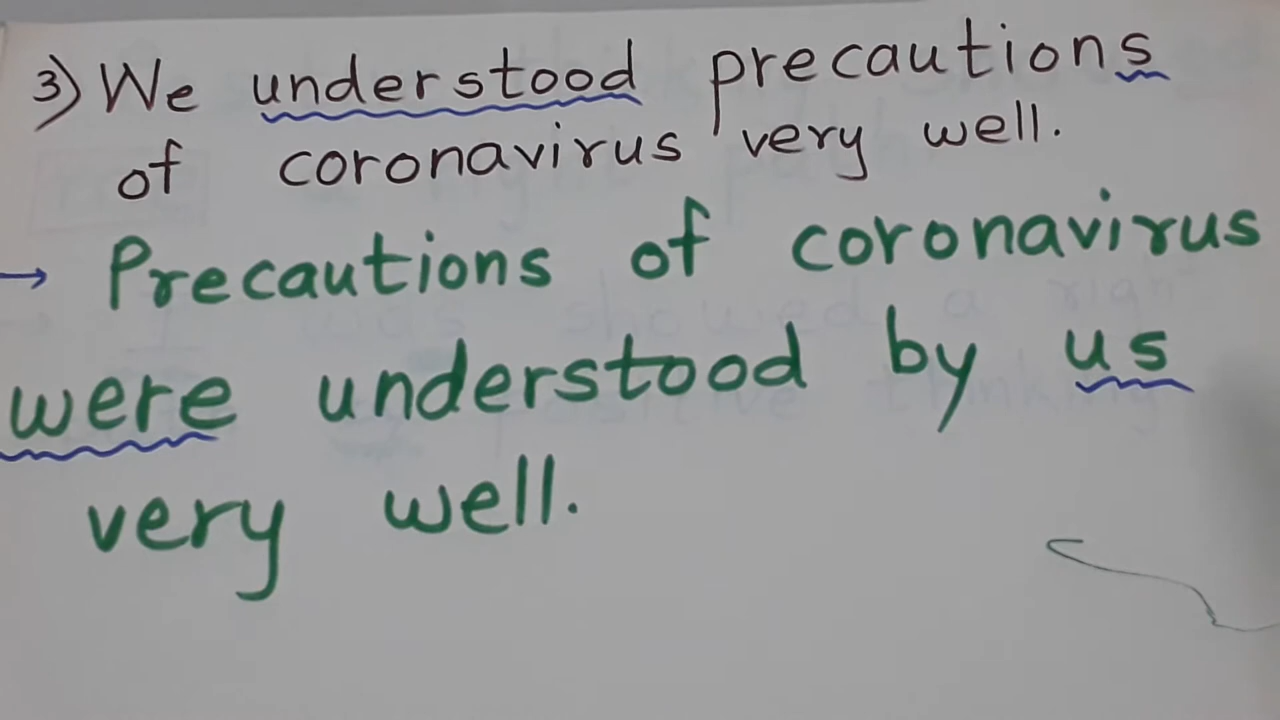 3) We understood precautions
of coronavirus very well.
→ Precautions of coronavirus
were understood by us
very well.